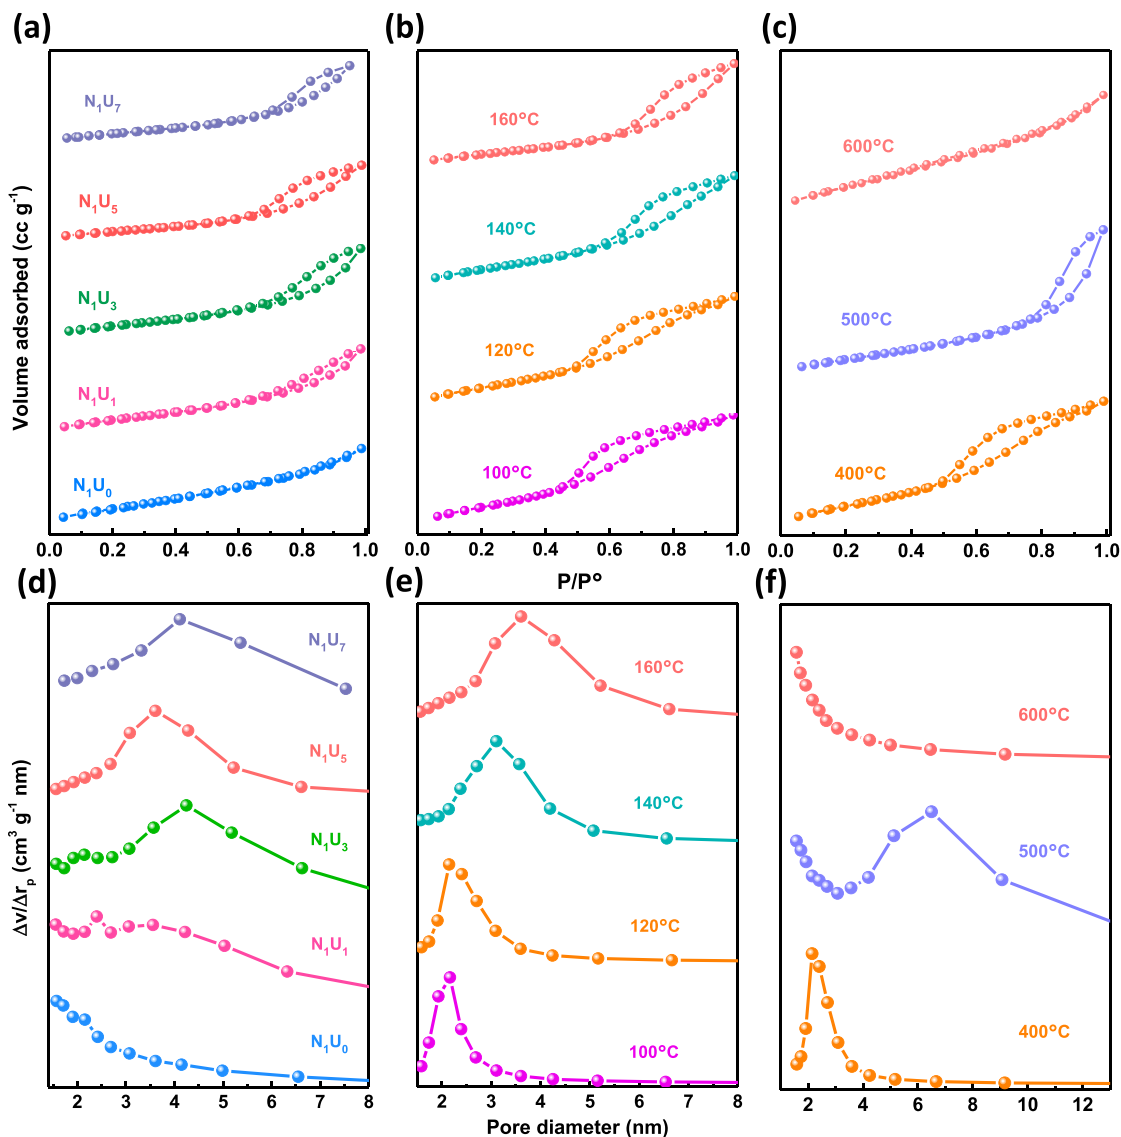 (a)
(b)
(c)
Volume adsorbed (cc g⁻¹)
N₁U₇
N₁U₅
N₁U₃
N₁U₁
N₁U₀
160°C
140°C
120°C
100°C
600°C
500°C
400°C
0.0 0.2 0.4 0.6 0.8 1.0
0.0 0.2 0.4 0.6 0.8 1.0
0.0 0.2 0.4 0.6 0.8 1.0
P/P°
(d)
(e)
(f)
Δv/Δrₚ (cm³ g⁻¹ nm)
N₁U₇
N₁U₅
N₁U₃
N₁U₁
N₁U₀
160°C
140°C
120°C
100°C
600°C
500°C
400°C
2 3 4 5 6 7 8
2 3 4 5 6 7 8
2 4 6 8 10 12
Pore diameter (nm)